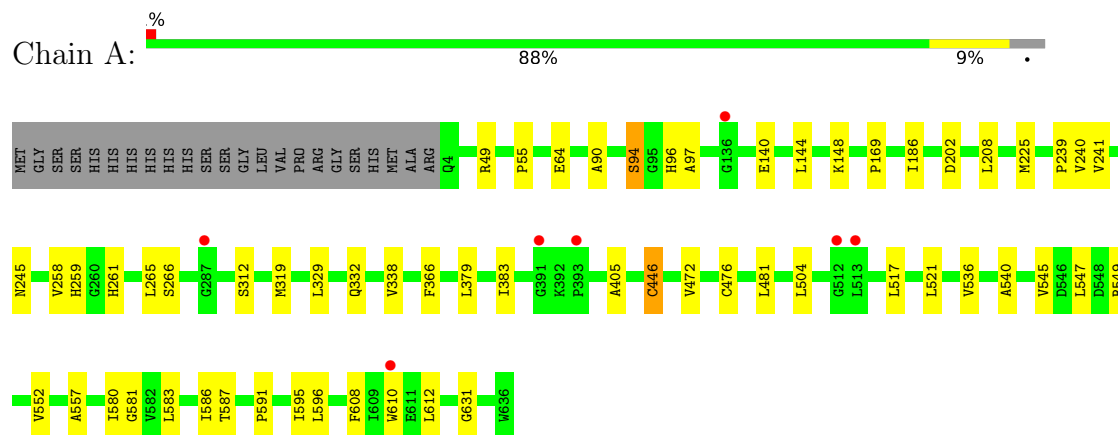 .%
Chain A:
88% 9% •
MET GLY SER SER HIS HIS HIS HIS HIS HIS SER SER GLY LEU VAL PRO ARG GLY SER HIS MET ALA ARG Q4 R49 P55 E64 A90 S94 G95 H96 A97 G136 E140 L144 K148 P169 I186 D202 L208 M225 P239 V240 V241
N245 V258 H259 G260 H261 L265 S266 G287 S312 M319 L329 Q332 V338 F366 L379 I383 G391 K392 P393 A405 C446 V472 C476 L481 L504 G512 L513 L517 L521 V536 A540 V545 D546 L547 D548
V552 A557 I580 G581 V582 L583 I586 T587 P591 I595 L596 F608 I609 W610 E611 L612 G631 W636